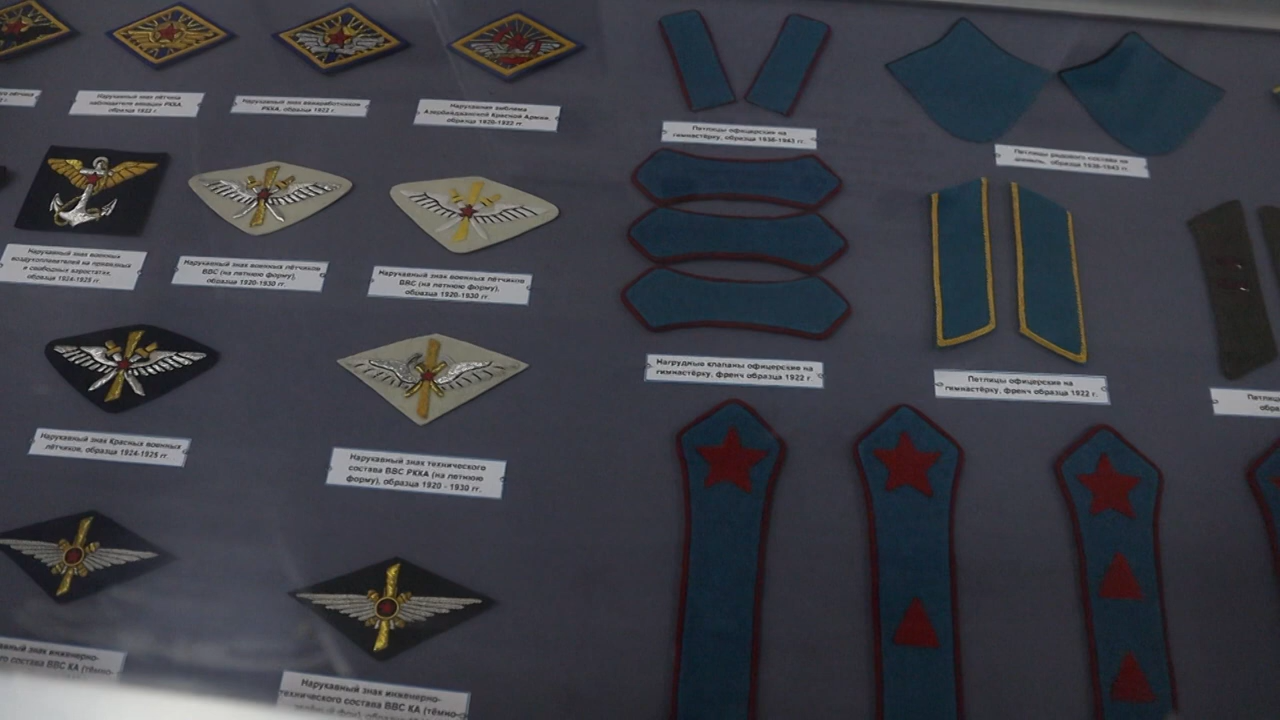 Нарукавный знак лётчика
наблюдателя авиации РККА,
образца 1922 г.
Нарукавный знак авиаработников
РККА, образца 1922 г.
Нарукавная эмблема
Азербайджанской Красной Армии,
образца 1920-1922 гг.
Петлицы офицерские на
гимнастёрку, образца 1936-1943 гг.
Петлицы рядового состава на
шинель, образца 1936-1943 гг.
Нарукавный знак военных
воздухоплавателей на привязных
и свободных аэростатах,
образца 1924-1925 гг.
Нарукавный знак военных лётчиков
ВВС (на летнюю форму),
образца 1920-1930 гг.
Нарукавный знак военных лётчиков
ВВС (на летнюю форму),
образца 1920-1930 гг.
Нагрудные клапаны офицерские на
гимнастёрку, френч образца 1922 г.
Петлицы офицерские на
гимнастёрку, френч образца 1922 г.
Нарукавный знак Красных военных
лётчиков, образца 1924-1925 гг.
Нарукавный знак технического
состава ВВС РККА (на летнюю
форму), образца 1920 - 1930 гг.
инженерно-
состава ВВС КА (тёмно-
Нарукавный знак инженерно-
технического состава ВВС КА (тёмно-